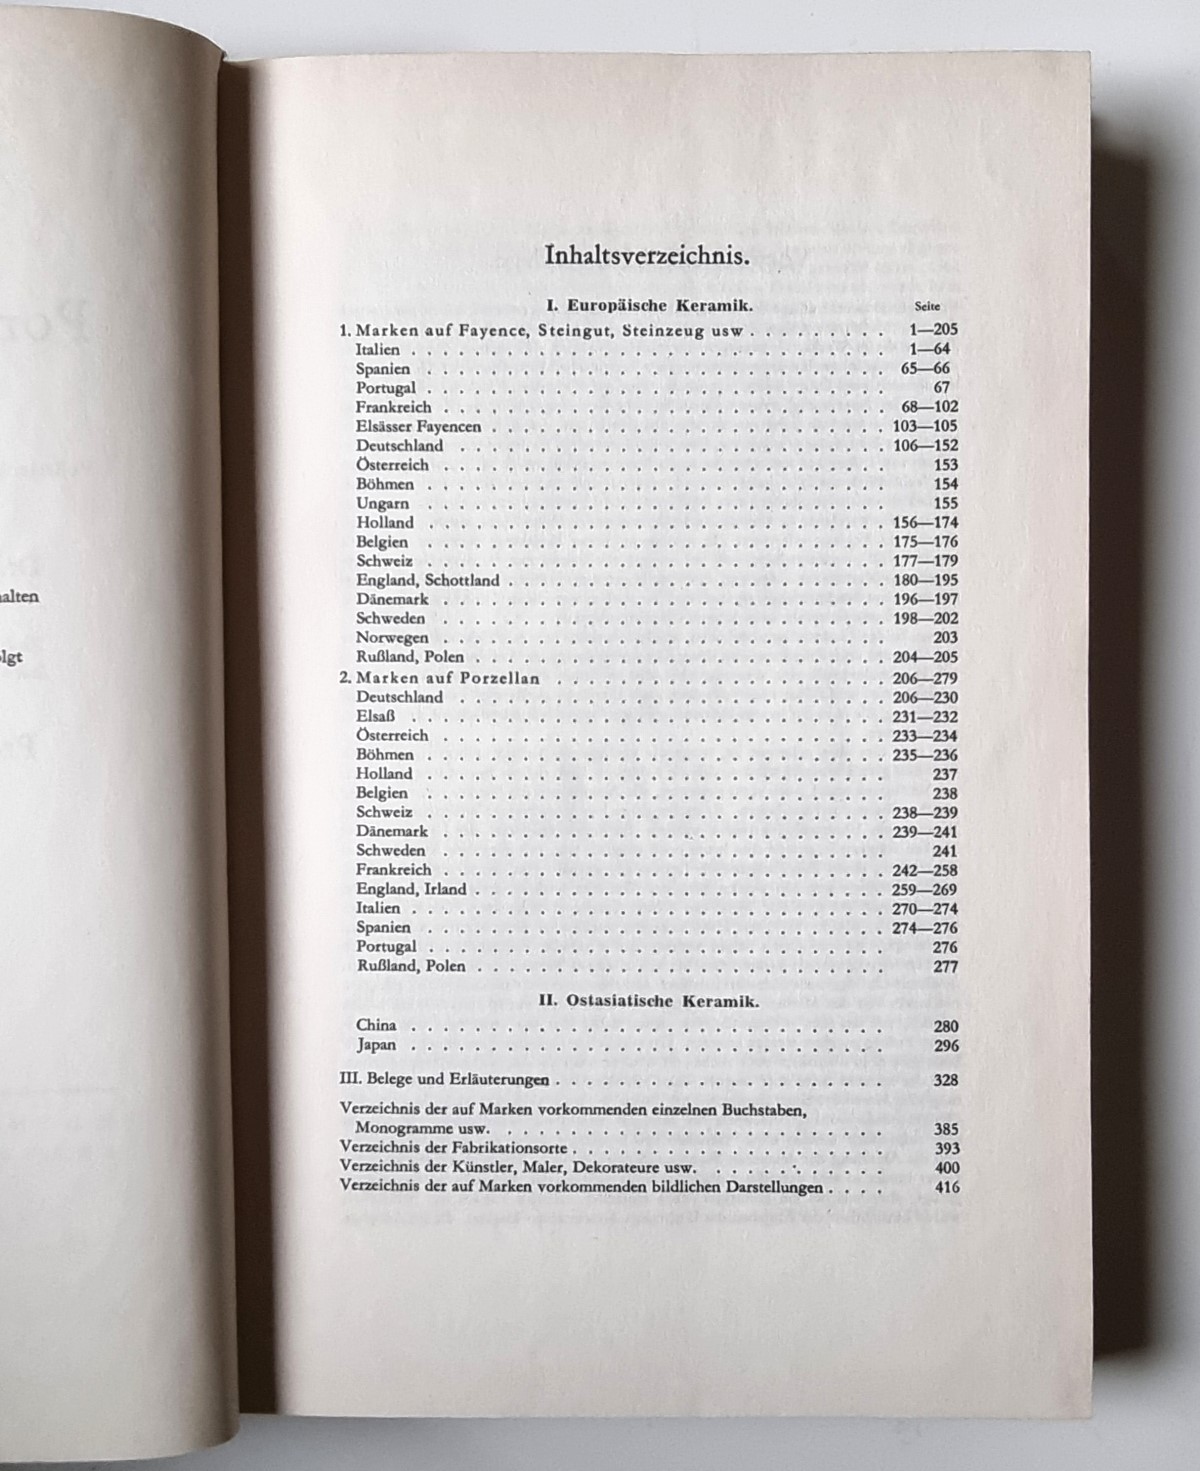 alten
lgt
Inhaltsverzeichnis.
I. Europäische Keramik. Seite
1. Marken auf Fayence, Steingut, Steinzeug usw . . . . . . . . . 1—205
Italien . . . . . . . . . . 1—64
Spanien . . . . . . . . . . 65—66
Portugal . . . . . . . . . . 67
Frankreich . . . . . . . . . . 68—102
Elsässer Fayencen . . . . . . . . . . 103—105
Deutschland . . . . . . . . . . 106—152
Österreich . . . . . . . . . . 153
Böhmen . . . . . . . . . . 154
Ungarn . . . . . . . . . . 155
Holland . . . . . . . . . . 156—174
Belgien . . . . . . . . . . 175—176
Schweiz . . . . . . . . . . 177—179
England, Schottland . . . . . . . . . . 180—195
Dänemark . . . . . . . . . . 196—197
Schweden . . . . . . . . . . 198—202
Norwegen . . . . . . . . . . 203
Rußland, Polen . . . . . . . . . . 204—205
2. Marken auf Porzellan . . . . . . . . . . 206—279
Deutschland . . . . . . . . . . 206—230
Elsaß . . . . . . . . . . 231—232
Österreich . . . . . . . . . . 233—234
Böhmen . . . . . . . . . . 235—236
Holland . . . . . . . . . . 237
Belgien . . . . . . . . . . 238
Schweiz . . . . . . . . . . 238—239
Dänemark . . . . . . . . . . 239—241
Schweden . . . . . . . . . . 241
Frankreich . . . . . . . . . . 242—258
England, Irland . . . . . . . . . . 259—269
Italien . . . . . . . . . . 270—274
Spanien . . . . . . . . . . 274—276
Portugal . . . . . . . . . . 276
Rußland, Polen . . . . . . . . . . 277
II. Ostasiatische Keramik.
China . . . . . . . . . . 280
Japan . . . . . . . . . . 296
III. Belege und Erläuterungen . . . . . . . . . . 328
Verzeichnis der auf Marken vorkommenden einzelnen Buchstaben,
Monogramme usw. . . . . . . . . . . 385
Verzeichnis der Fabrikationsorte . . . . . . . . . . 393
Verzeichnis der Künstler, Maler, Dekorateure usw. . . . . . . . 400
Verzeichnis der auf Marken vorkommenden bildlichen Darstellungen . . . . 416